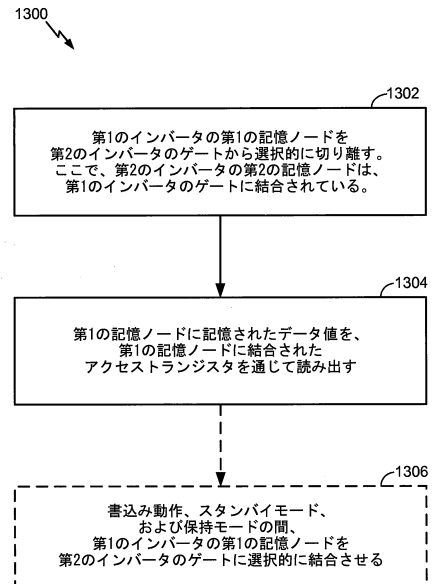 1300
1302
第1のインバータの第1の記憶ノードを
第2のインバータのゲートから選択的に切り離す。
ここで、第2のインバータの第2の記憶ノードは、
第1のインバータのゲートに結合されている。
1304
第1の記憶ノードに記憶されたデータ値を、
第1の記憶ノードに結合された
アクセストランジスタを通じて読み出す
1306
書込み動作、スタンバイモード、
および保持モードの間、
第1のインバータの第1の記憶ノードを
第2のインバータのゲートに選択的に結合させる